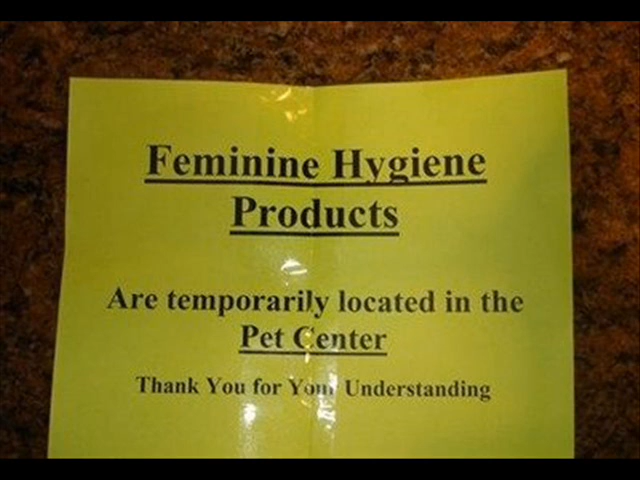 Feminine Hygiene
Products
Are temporarily located in the
Pet Center
Thank You for Your Understanding